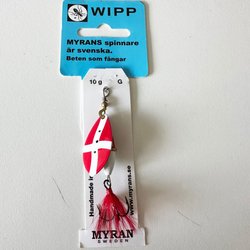 WIPP
MYRANS spinnare
är svenska.
Beten som fångar
10 g
G
Handmade in
www.myran.se
MYRAN
SWEDEN